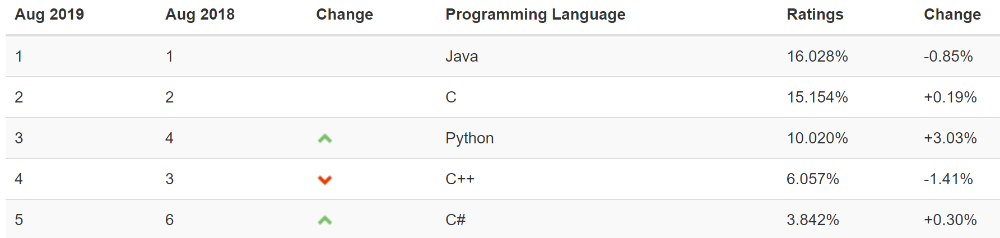 Aug 2019 Aug 2018 Change Programming Language Ratings Change
1 1 Java 16.028% -0.85%
2 2 C 15.154% +0.19%
3 4 Python 10.020% +3.03%
4 3 C++ 6.057% -1.41%
5 6 C# 3.842% +0.30%